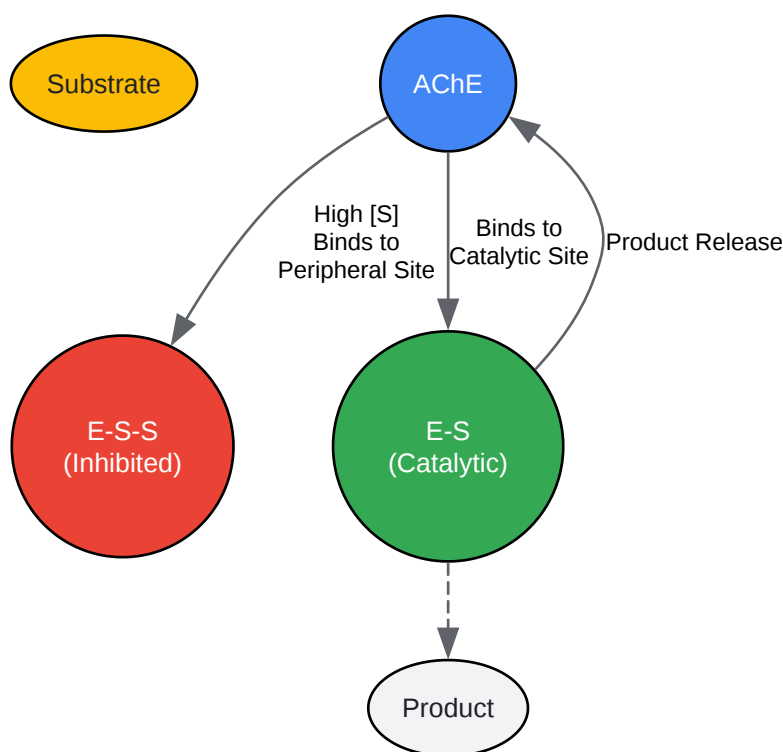 Substrate
AChE
High [S]
Binds to
Peripheral Site
Binds to
Catalytic Site
Product Release
E-S-S
(Inhibited)
E-S
(Catalytic)
Product